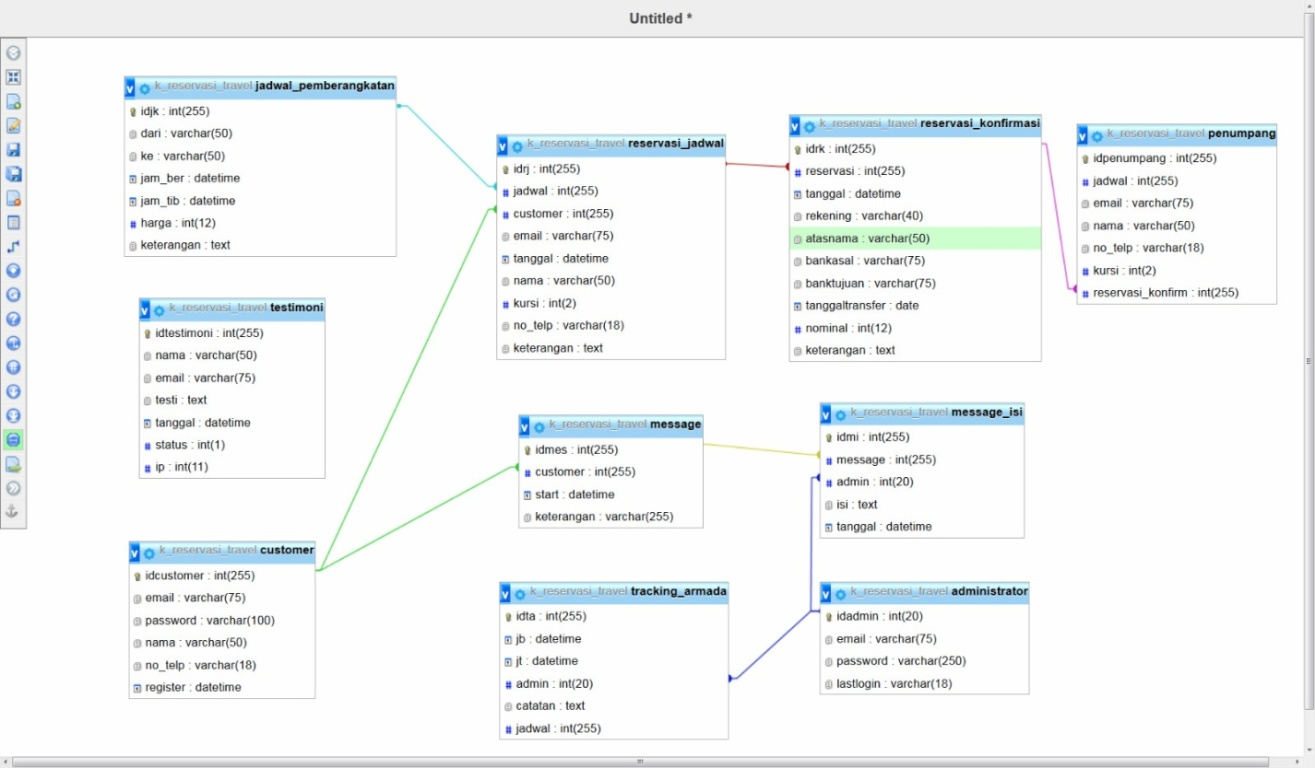 Untitled *
k_reservasi_travel jadwal_pemberangkatan
idjk : int(255)
dari : varchar(50)
ke : varchar(50)
jam_ber : datetime
jam_tib : datetime
harga : int(12)
keterangan : text
k_reservasi_travel reservasi_jadwal
idrj : int(255)
jadwal : int(255)
customer : int(255)
email : varchar(75)
tanggal : datetime
nama : varchar(50)
kursi : int(2)
no_telp : varchar(18)
keterangan : text
k_reservasi_travel reservasi_konfirmasi
idrk : int(255)
reservasi : int(255)
tanggal : datetime
rekening : varchar(40)
atasnama : varchar(50)
bankasal : varchar(75)
banktujuan : varchar(75)
tanggaltransfer : date
nominal : int(12)
keterangan : text
k_reservasi_travel penumpang
idpenumpang : int(255)
jadwal : int(255)
email : varchar(75)
nama : varchar(50)
no_telp : varchar(18)
kursi : int(2)
reservasi_konfirm : int(255)
k_reservasi_travel testimoni
idtestimoni : int(255)
nama : varchar(50)
email : varchar(75)
testi : text
tanggal : datetime
status : int(1)
ip : int(11)
k_reservasi_travel message
idmes : int(255)
customer : int(255)
start : datetime
keterangan : varchar(255)
k_reservasi_travel message_isi
idmi : int(255)
message : int(255)
admin : int(20)
isi : text
tanggal : datetime
k_reservasi_travel customer
idcustomer : int(255)
email : varchar(75)
password : varchar(100)
nama : varchar(50)
no_telp : varchar(18)
register : datetime
k_reservasi_travel tracking_armada
idta : int(255)
jb : datetime
jt : datetime
admin : int(20)
catatan : text
jadwal : int(255)
k_reservasi_travel administrator
idadmin : int(20)
email : varchar(75)
password : varchar(250)
lastlogin : varchar(18)